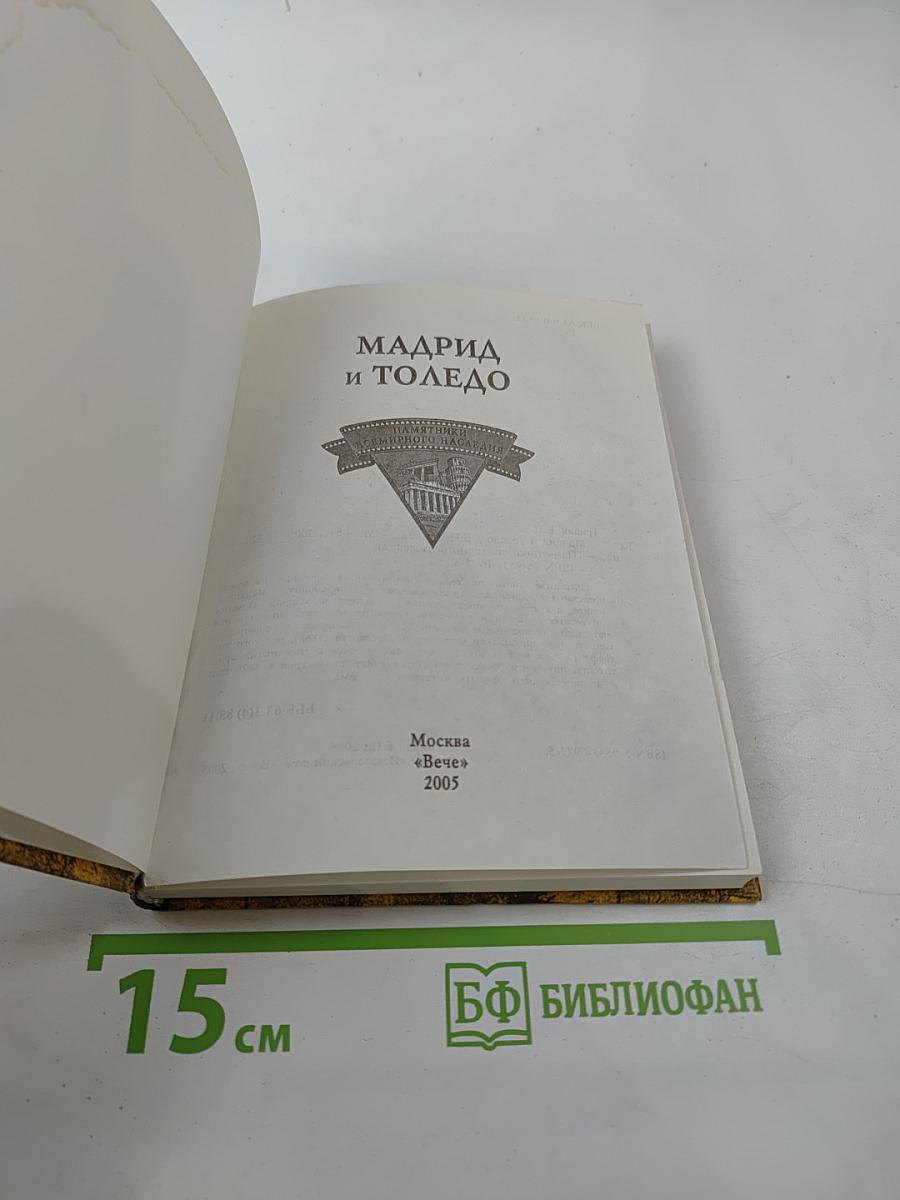 МАДРИД
и ТОЛЕДО
ПАМЯТНИКИ
ВСЕМИРНОГО НАСЛЕДИЯ
Москва
«Вече»
2005
15 см
БФ БИБЛИОФАН